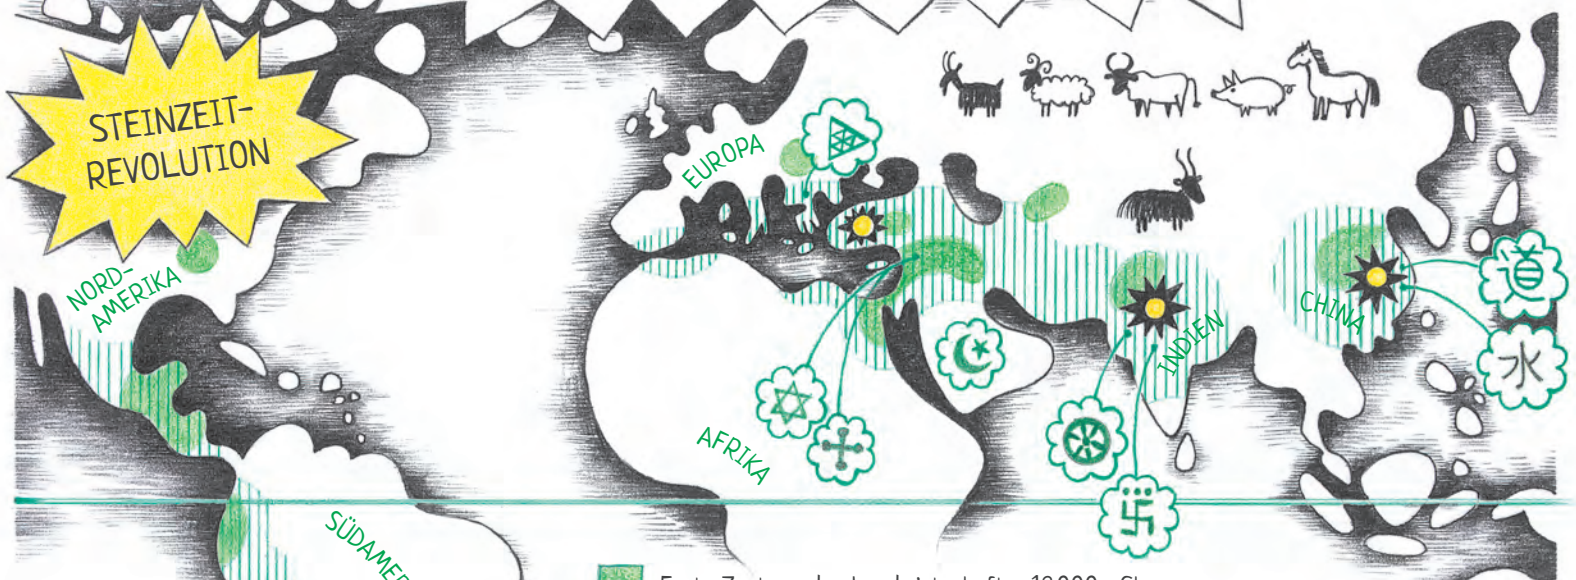 STEINZEIT-
REVOLUTION
EUROPA
NORD-
AMERIKA
CHINA
道
INDIEN
水
AFRIKA
SÜDAMER